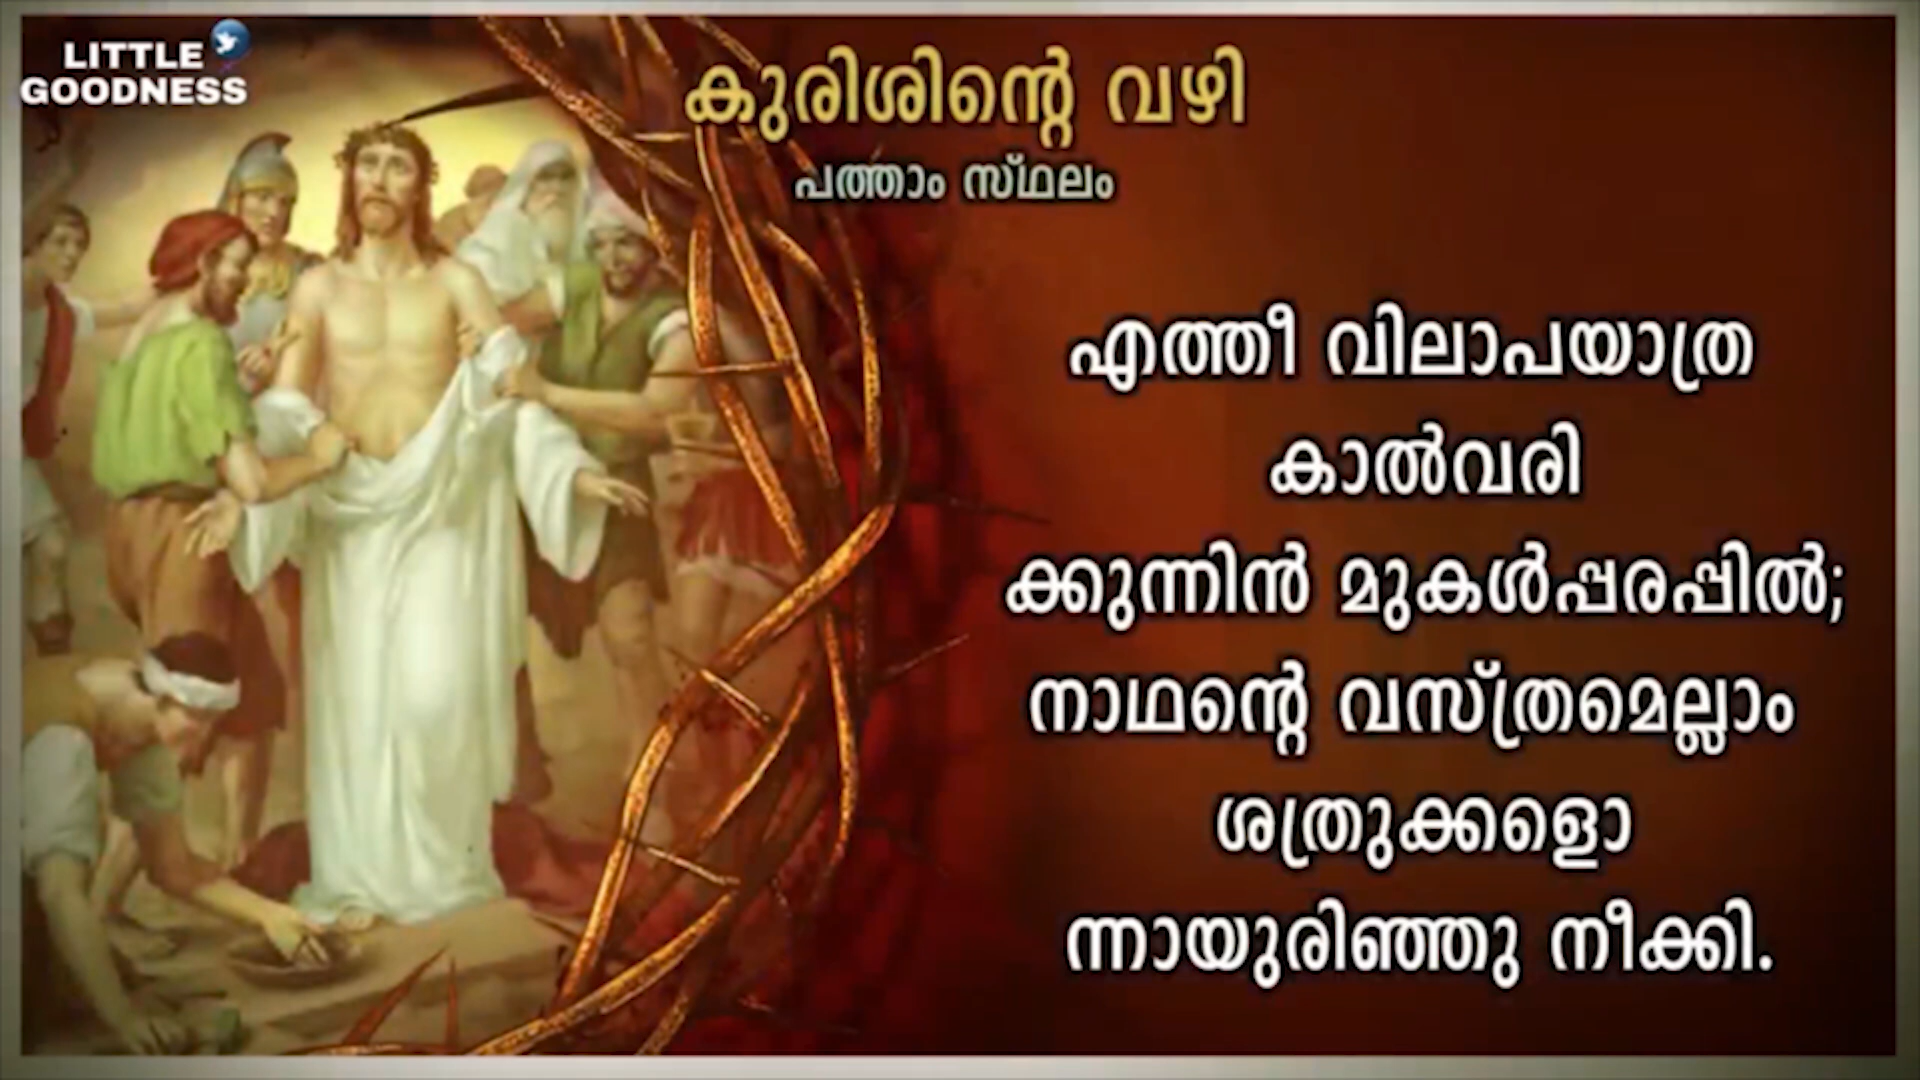 LITTLE
GOODNESS
കുരിശിന്റെ വഴി
പത്താം സ്ഥലം
എത്തീ വിലാപയാത്ര
കാൽവരി
ക്കുന്നിൻ മുകൾപ്പരപ്പിൽ;
നാഥന്റെ വസ്ത്രമെല്ലാം
ശത്രുക്കളൊ
ന്നായുരിഞ്ഞു നീക്കി.